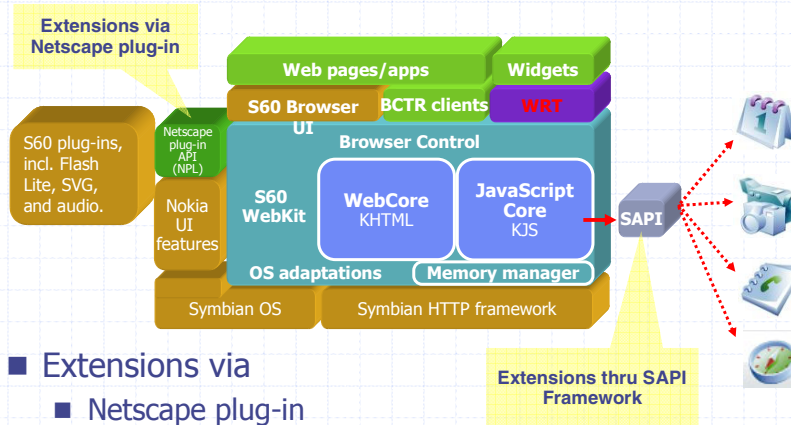 Extensions via
Netscape plug-in
Web pages/apps
Widgets
S60 Browser
UI
BCTR clients
WRT
S60 plug-ins,
incl. Flash
Lite, SVG,
and audio.
Netscape
plug-in
API
(NPL)
Nokia
UI
features
Browser Control
S60
WebKit
WebCore
KHTML
JavaScript
Core
KJS
SAPI
1
OS adaptations
Memory manager
Symbian OS
Symbian HTTP framework
Extensions thru SAPI
Framework
■ Extensions via
■ Netscape plug-in